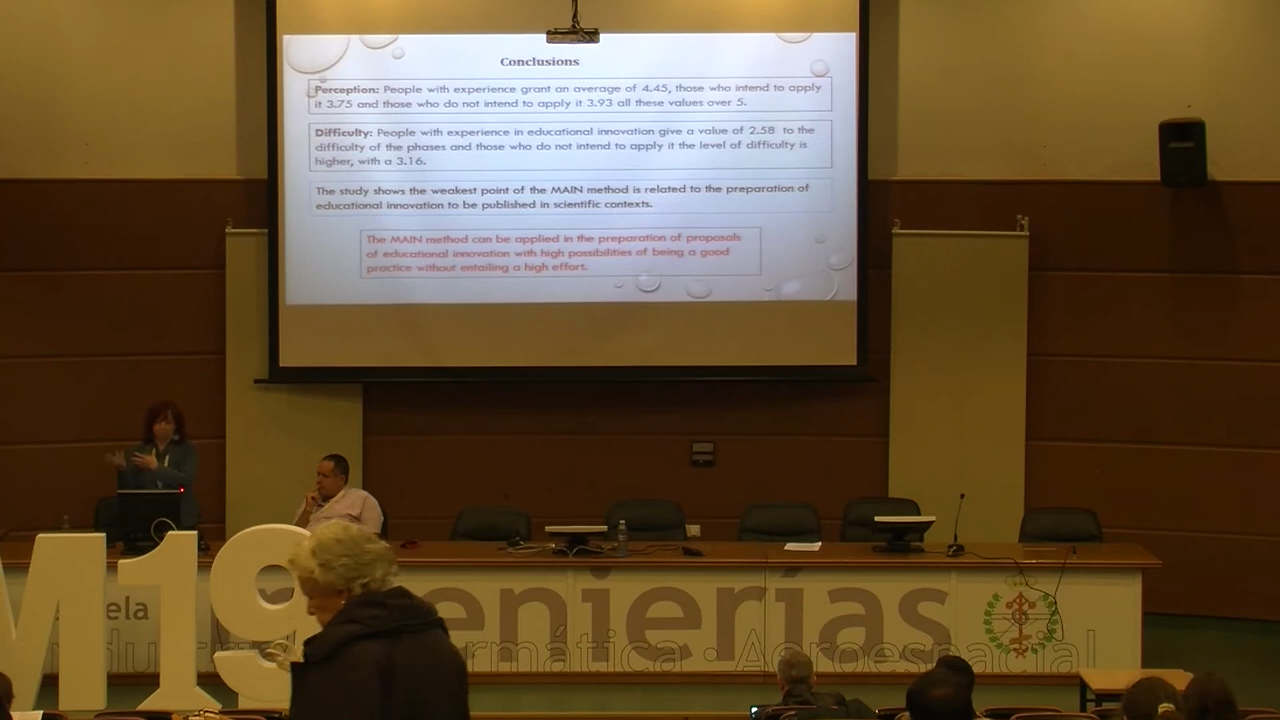 Conclusions
Perception: People with experience grant an average of 4.45, those who intend to apply
it 3.75 and those who do not intend to apply it 3.93 all these values over 5.
Difficulty: People with experience in educational innovation give a value of 2.58 to the
difficulty of the phases and those who do not intend to apply it the level of difficulty is
higher, with a 3.16.
The study shows the weakest point of the MAIN method is related to the preparation of
educational innovation to be published in scientific contexts.
The MAIN method can be applied in the preparation of proposals
of educational innovation with high possibilities of being a good
practice without entailing a high effort.
M19
ela
enierías
mática • Aeroespacial